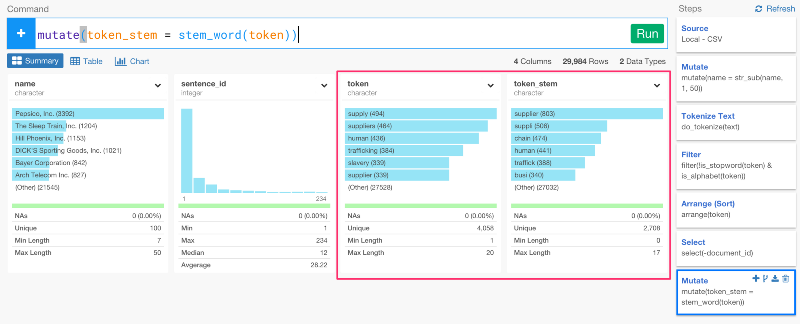 Command
Steps
Refresh
+
mutate(token_stem = stem_word(token))
Run
Summary
Table
Chart
4 Columns 29,984 Rows 2 Data Types
name
character
Pepsico, Inc. (3392)
The Sleep Train, Inc. (1204)
Hill Phoenix, Inc. (1153)
DICK'S Sporting Goods, Inc. (1021)
Bayer Corporation (842)
Arch Telecom Inc. (827)
(Other) (21545)
NAs 0 (0.00%)
Unique 100
Min Length 7
Max Length 50
sentence_id
integer
1 234
NAs 0 (0.00%)
Min 1
Max 234
Median 12
Avgerage 26.22
token
character
supply (494)
suppliers (464)
human (436)
trafficking (384)
slavery (339)
supplier (339)
(Other) (27528)
NAs 0 (0.00%)
Unique 4,058
Min Length 1
Max Length 20
token_stem
character
supplier (803)
suppli (506)
chain (474)
human (441)
traffick (388)
busi (340)
(Other) (27032)
NAs 0 (0.00%)
Unique 2,708
Min Length 0
Max Length 17
Source
Local - CSV
Mutate
mutate(name = str_sub(name,
1, 50))
Tokenize Text
do_tokenize(text)
Filter
filter(!is_stopword(token) &
is_alphabet(token))
Arrange (Sort)
arrange(token)
Select
select(-document_id)
Mutate
mutate(token_stem =
stem_word(token))